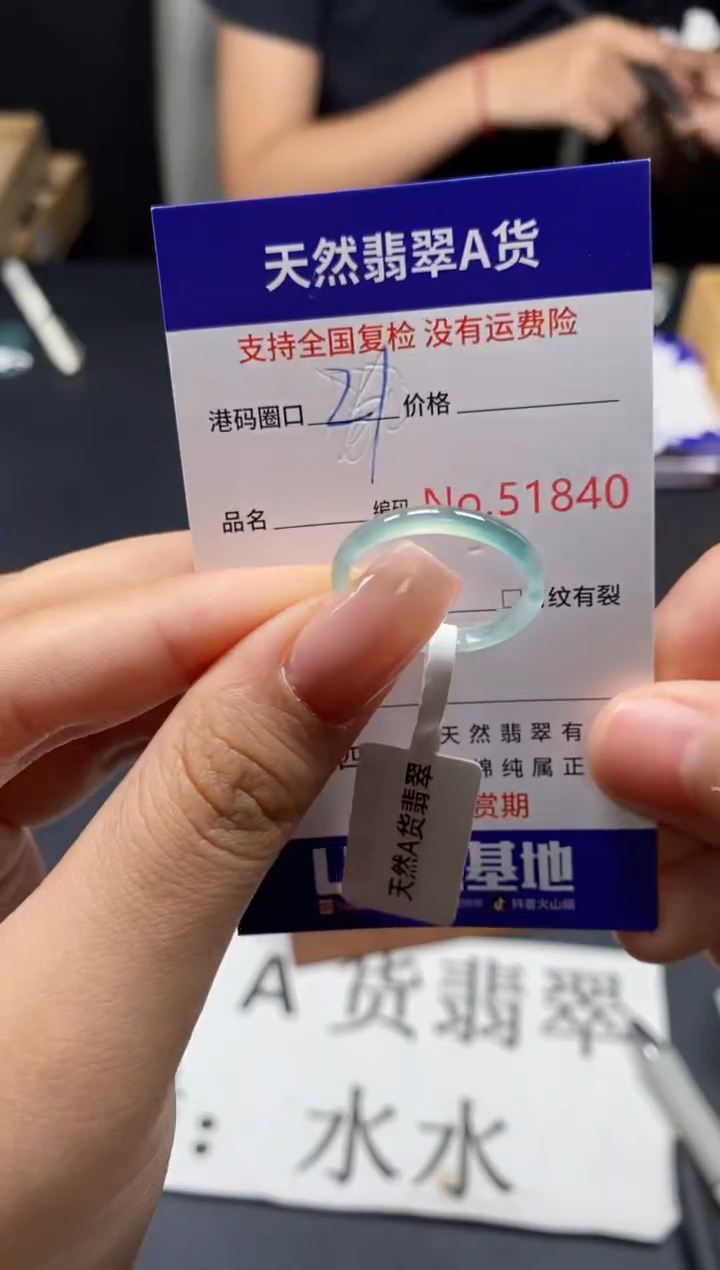 天然翡翠A货
支持全国复检 没有运费险
港码圈口 21 价格
品名 编码 No.51840
纹有裂
天然翡翠有
棉纯属正
赏期
基地
抖音火山版
天然A货翡翠
A货翡翠
: 水水